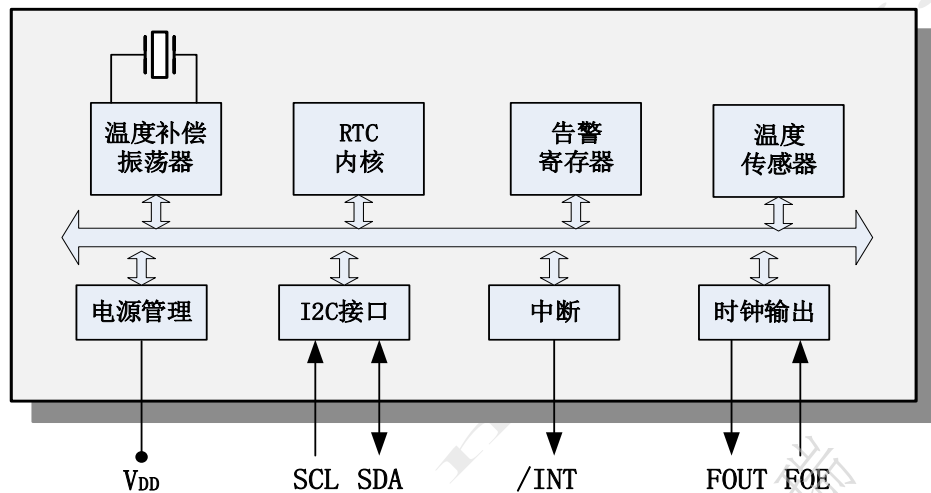 温度补偿
振荡器
RTC
内核
告警
寄存器
温度
传感器
电源管理
I2C接口
中断
时钟输出
VDD
SCL
SDA
/INT
FOUT
FOE